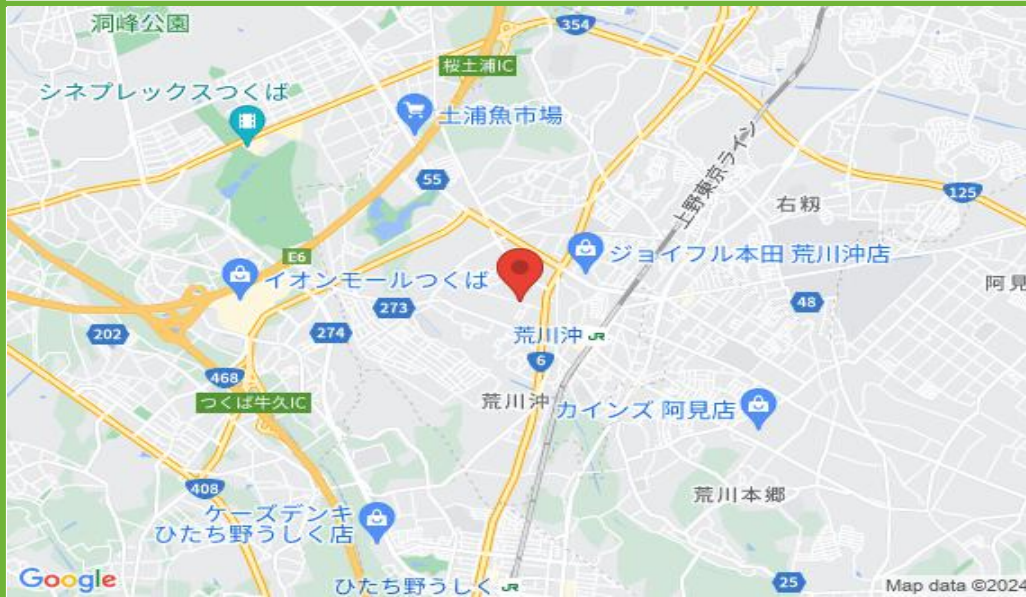 洞峰公園
354
桜土浦IC
シネプレックスつくば
土浦魚市場
上野東京ライン
55
125
右籾
E6
ジョイフル本田 荒川沖店
イオンモールつくば
阿見
273
48
202
274
荒川沖 JR
6
468
つくば牛久IC
荒川沖
カインズ 阿見店
408
荒川本郷
ケーズデンキ
ひたち野うしく店
ひたち野うしく JR
25
Google
Map data ©2024